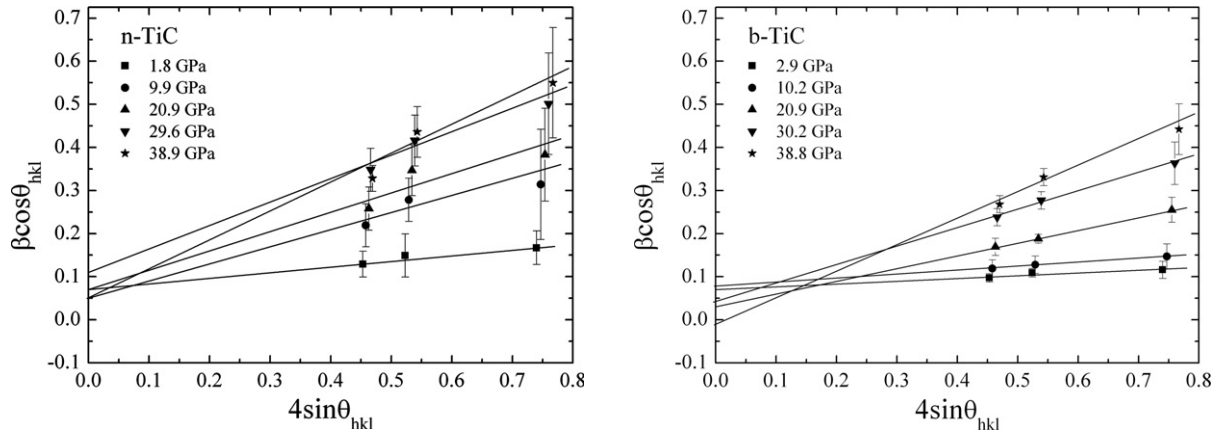 n-TiC
1.8 GPa
9.9 GPa
20.9 GPa
29.6 GPa
38.9 GPa
0.7
0.6
0.5
0.4
0.3
0.2
0.1
0.0
-0.1
βcosθhkl
0.0 0.1 0.2 0.3 0.4 0.5 0.6 0.7 0.8
4sinθhkl
b-TiC
2.9 GPa
10.2 GPa
20.9 GPa
30.2 GPa
38.8 GPa
0.7
0.6
0.5
0.4
0.3
0.2
0.1
0.0
-0.1
βcosθhkl
0.0 0.1 0.2 0.3 0.4 0.5 0.6 0.7 0.8
4sinθhkl